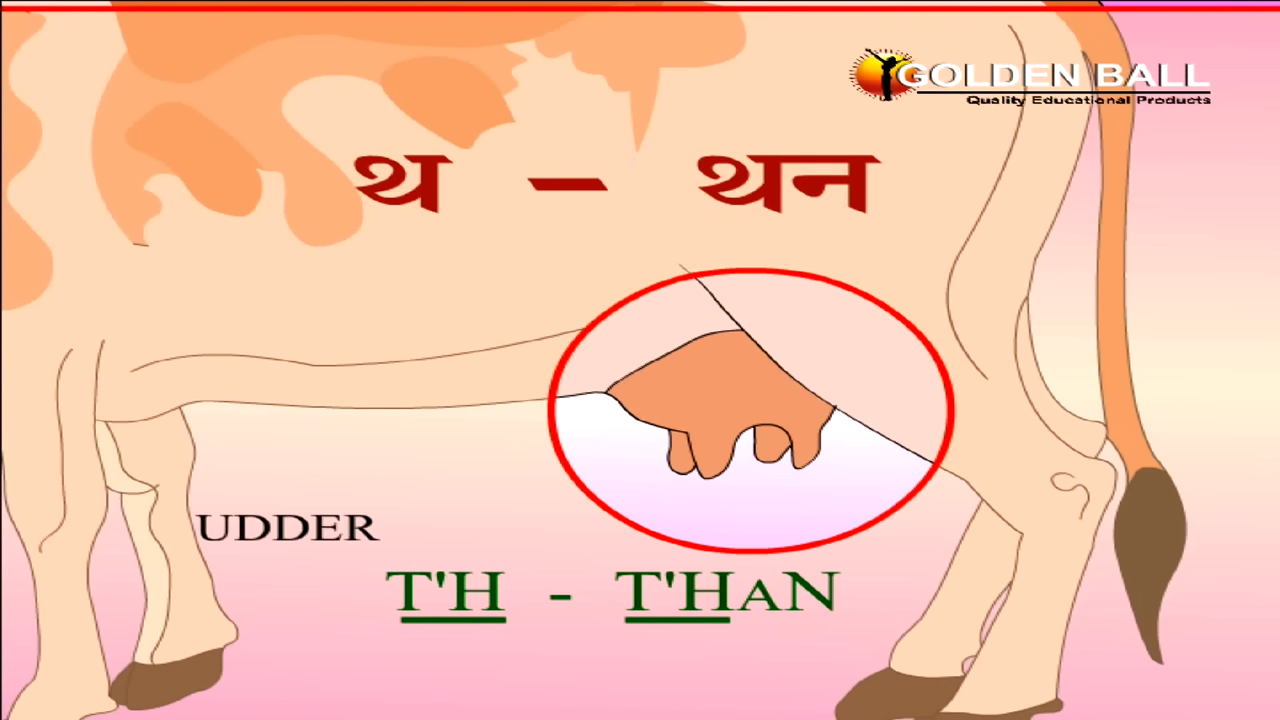 GOLDEN BALL
Quality Educational Products
थ - थन
UDDER
T'H - T'HAN